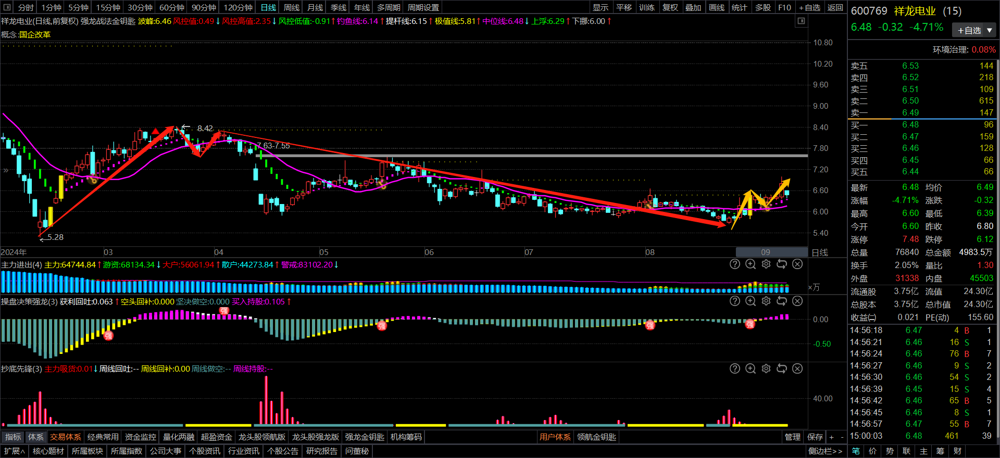 分时 1分钟 5分钟 15分钟 30分钟 60分钟 90分钟 120分钟 日线 周线 月线 季线 年线 多周期 周期设置 显示 平移 训练 复权 叠加 画线 统计 多股 F10 +自选 返回
祥龙电业(日线,前复权) 强龙战法金钥匙 波峰:6.46 风控值:0.49↓ 风控高值:2.35↓ 风控低值:-0.91↑ 钓鱼线:6.14↑ 提杆线:6.15↑ 极值线:5.81↑ 中位线:6.48↓ 上浮:6.29↑ 下挪:6.00↑
概念:国企改革
10.80
10.20
9.60
9.00
8.40
7.80
7.20
6.60
6.00
5.40
8.42
7.63-7.55
5.28
»
2024年 03 04 05 06 07 08 09 日线
主力进出(4) 主力:64744.84↑ 游资:68134.34↓ 大户:56061.94↑ 散户:44273.84↑ 警戒:83102.20↓
×万
操盘决策强龙(3) 获利回吐:0.063↑ 空头回补:0.000 坚决做空:0.000 买入持股:0.105↑
强 强 强 强 强
0.00
-0.50
抄底先锋(3) 主力吸货:0.01↓ 周线回吐:-- 周线回补:0.00 周线做空:-- 周线持股:--
40.00
指标 体系 交易体系 经典常用 资金监控 量化两融 超盈资金 龙头股领航版 龙头股强龙版 强龙金钥匙 机构筹码 用户体系 领航金钥匙 管理 保存 + -
扩展∧ 核心题材 所属板块 所属指数 公司大事 个股资讯 行业资讯 个股公告 研究报告 问董秘 侧边栏>>
600769 祥龙电业 (15)
6.48 -0.32 -4.71% +自选 ▼
环境治理: 0.08%
卖五 6.53 144
卖四 6.52 218
卖三 6.51 109
卖二 6.50 615
卖一 6.49 147
买一 6.48 96
买二 6.47 159
买三 6.46 128
买四 6.45 66
买五 6.44 66
最新 6.48 均价 6.49
涨幅 -4.71% 涨跌 -0.32
最高 6.60 最低 6.39
今开 6.60 昨收 6.80
涨停 7.48 跌停 6.12
总量 76840 总金额 4983.5万
换手 2.05% 量比 1.30
外盘 31338 内盘 45503
流通股 3.75亿 流值 24.30亿
总股本 3.75亿 总市值 24.30亿
收益㈡ 0.021 PE(动) 155.60
14:56:18 6.47 4 B 1
14:56:21 6.46 16 S 1
14:56:24 6.46 76 B 7
14:56:27 6.46 9 S 2
14:56:30 6.46 54 S 2
14:56:39 6.45 15 S 4
14:56:42 6.46 65 B 5
14:56:45 6.46 8 S 1
14:56:57 6.47 55 B 7
15:00:03 6.48 461 39
笔 价 势 联 主 筹 财